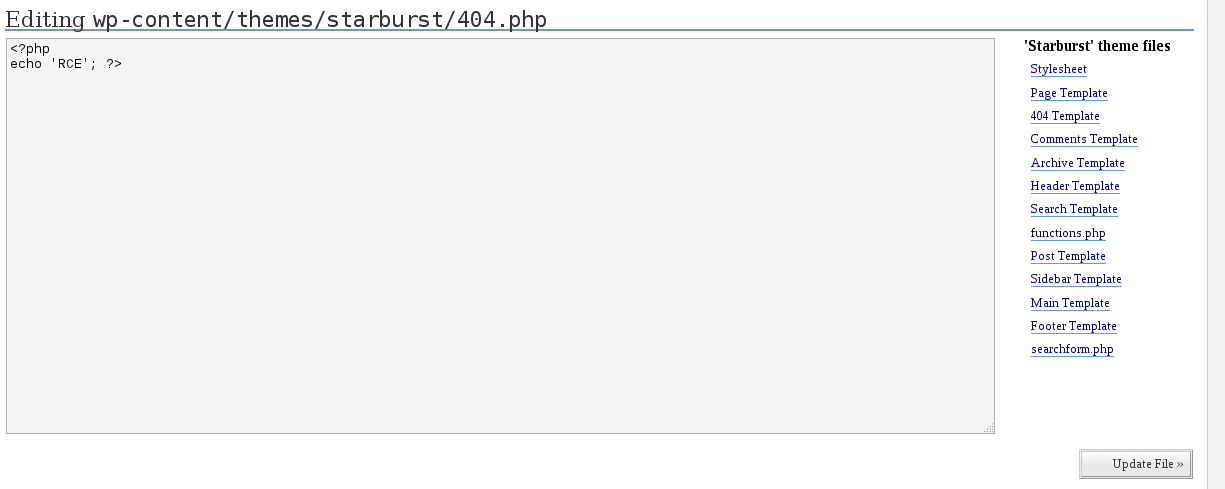 Editing wp-content/themes/starburst/404.php
<?php
echo 'RCE'; ?>
'Starburst' theme files
Stylesheet
Page Template
404 Template
Comments Template
Archive Template
Header Template
Search Template
functions.php
Post Template
Sidebar Template
Main Template
Footer Template
searchform.php
Update File »